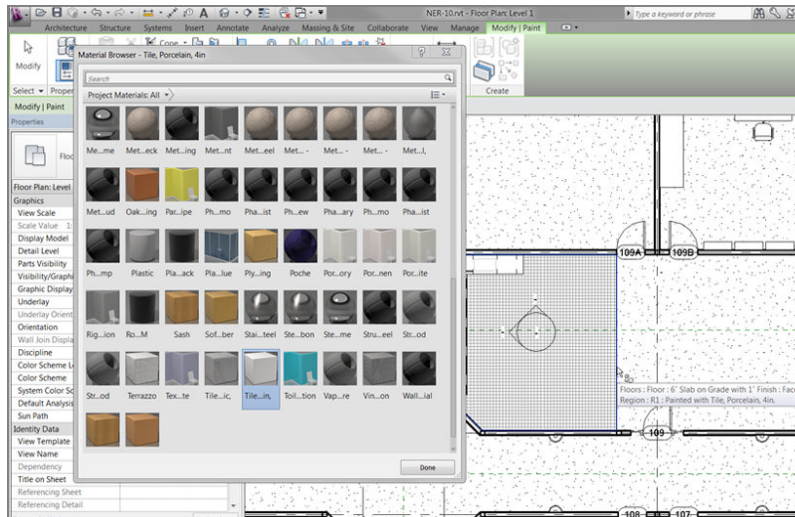 NER-10.rvt - Floor Plan: Level 1
Type a keyword or phrase
Architecture Structure Systems Insert Annotate Analyze Massing & Site Collaborate View Manage Modify | Paint
Modify
Cope
Select Proper
Create
Modify | Paint
Properties
Floo
Floor Plan: Level
Graphics
View Scale
Scale Value 1:
Display Model
Detail Level
Parts Visibility
Visibility/Graphi
Graphic Display
Underlay
Underlay Orient
Orientation
Wall Join Displa
Discipline
Color Scheme L
Color Scheme
System Color Sc
Default Analysis
Sun Path
Identity Data
View Template
View Name
Dependency
Title on Sheet
Referencing Sheet
Referencing Detail
Material Browser - Tile, Porcelain, 4in
Search
Project Materials: All
Me...me Met...eck Met...ing Met...nt Met...eel Met... - Met... - Met... - Met...l,
Met...ud Oak...ing Par...ipe Ph...mo Pha...ist Ph...ew Pha...ary Ph...mo Pha...ist
Ph...mp Plastic Pla...ack Pla...lue Ply...ing Poche Por...ory Por...nen Por...ite
Rig...ion Ro...M Sash Sof...ber Stai...teel Ste...bon Ste...me Stru...eel Str...od
Str...od Terrazzo Tex...te Tile...ic, Tile...in, Toil...tion Vap...re Vin...on Wall...ial
Done
109A 109B
Floors : Floor : 6" Slab on Grade with 1" Finish : Face
Region : R1 : Painted with Tile, Porcelain, 4in.
109
108 107